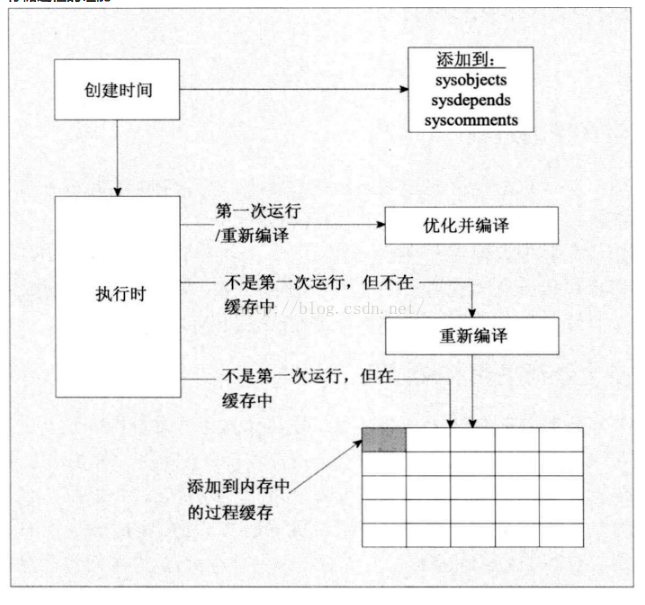 创建时间
添加到：
sysobjects
sysdepends
syscomments
执行时
第一次运行
/重新编译
优化并编译
不是第一次运行，但不在
缓存中
http://blog.csdn.net/
重新编译
不是第一次运行，但在
缓存中
添加到内存中
的过程缓存